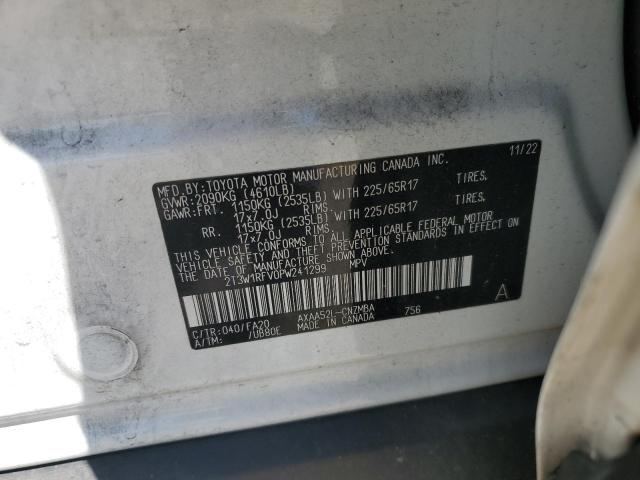 MFD.BY:TOYOTA MOTOR MANUFACTURING CANADA INC. 11/22
GVWR:2090KG (4610LB)
GAWR:FRT. 1150KG (2535LB) WITH 225/65R17 TIRES.
17x7.0J RIMS.
RR. 1150KG (2535LB) WITH 225/65R17 TIRES.
17x7.0J RIMS.
THIS VEHICLE CONFORMS TO ALL APPLICABLE FEDERAL MOTOR
VEHICLE SAFETY AND THEFT PREVENTION STANDARDS IN EFFECT ON
THE DATE OF MANUFACTURE SHOWN ABOVE.
2T3W1RFV0PW241299 MPV
C/TR:040/FA20 AXAA52L-CNZMBA 756 A
A/TM: /UB80E MADE IN CANADA